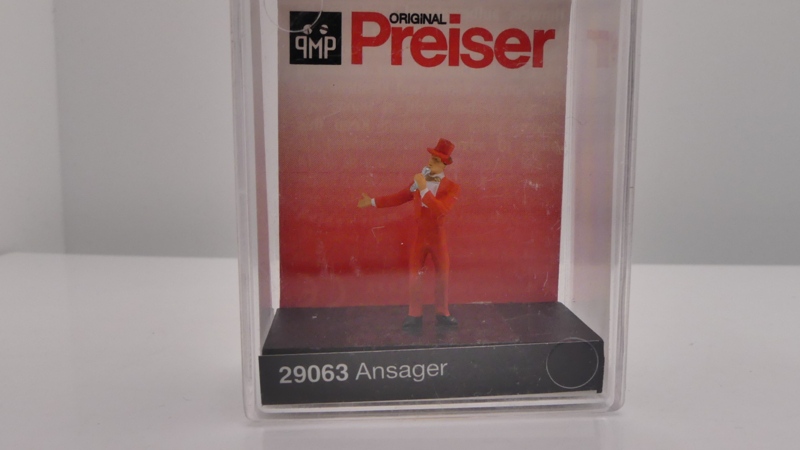 ORIGINAL
PMP Preiser
29063 Ansager